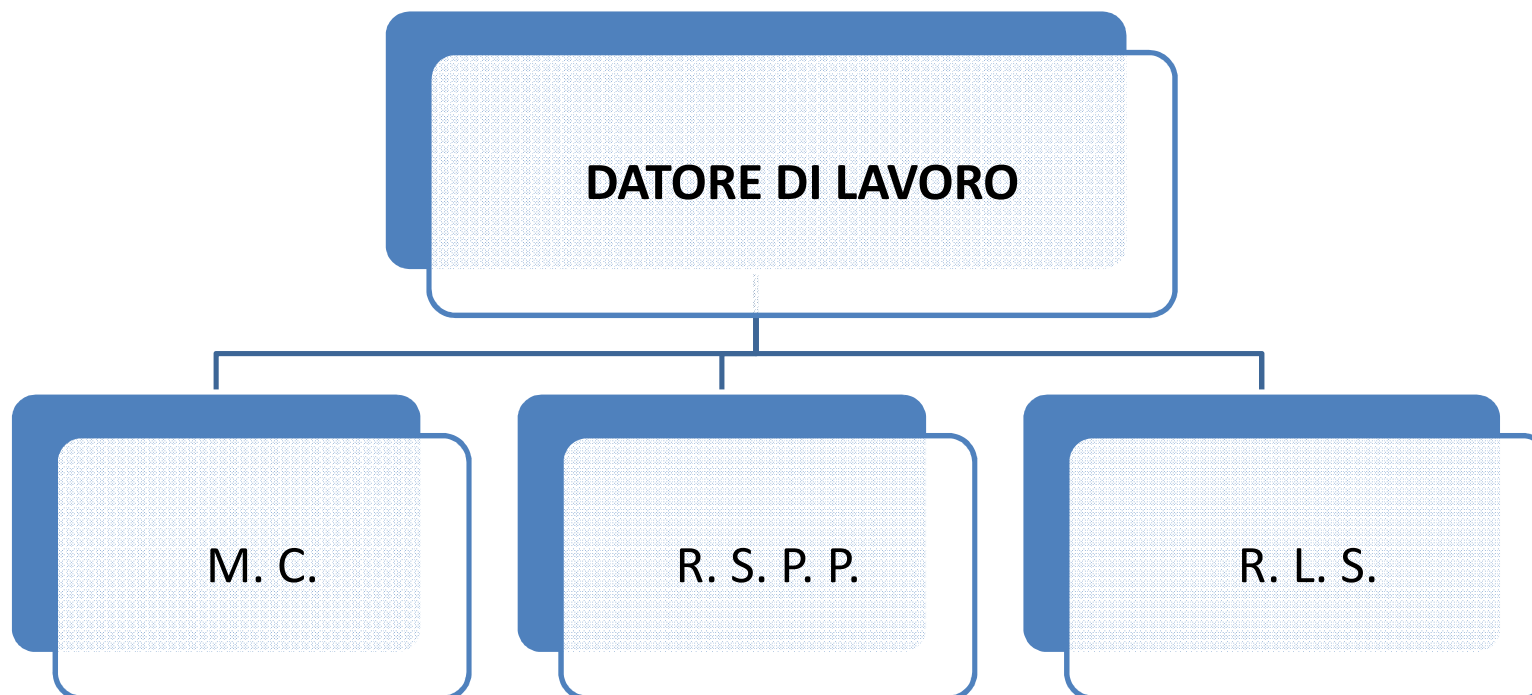 DATORE DI LAVORO
M. C.
R. S. P. P.
R. L. S.